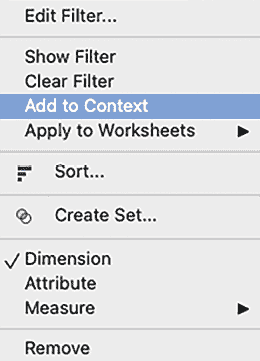 Edit Filter...
Show Filter
Clear Filter
Add to Context
Apply to Worksheets
Sort...
Create Set...
Dimension
Attribute
Measure
Remove